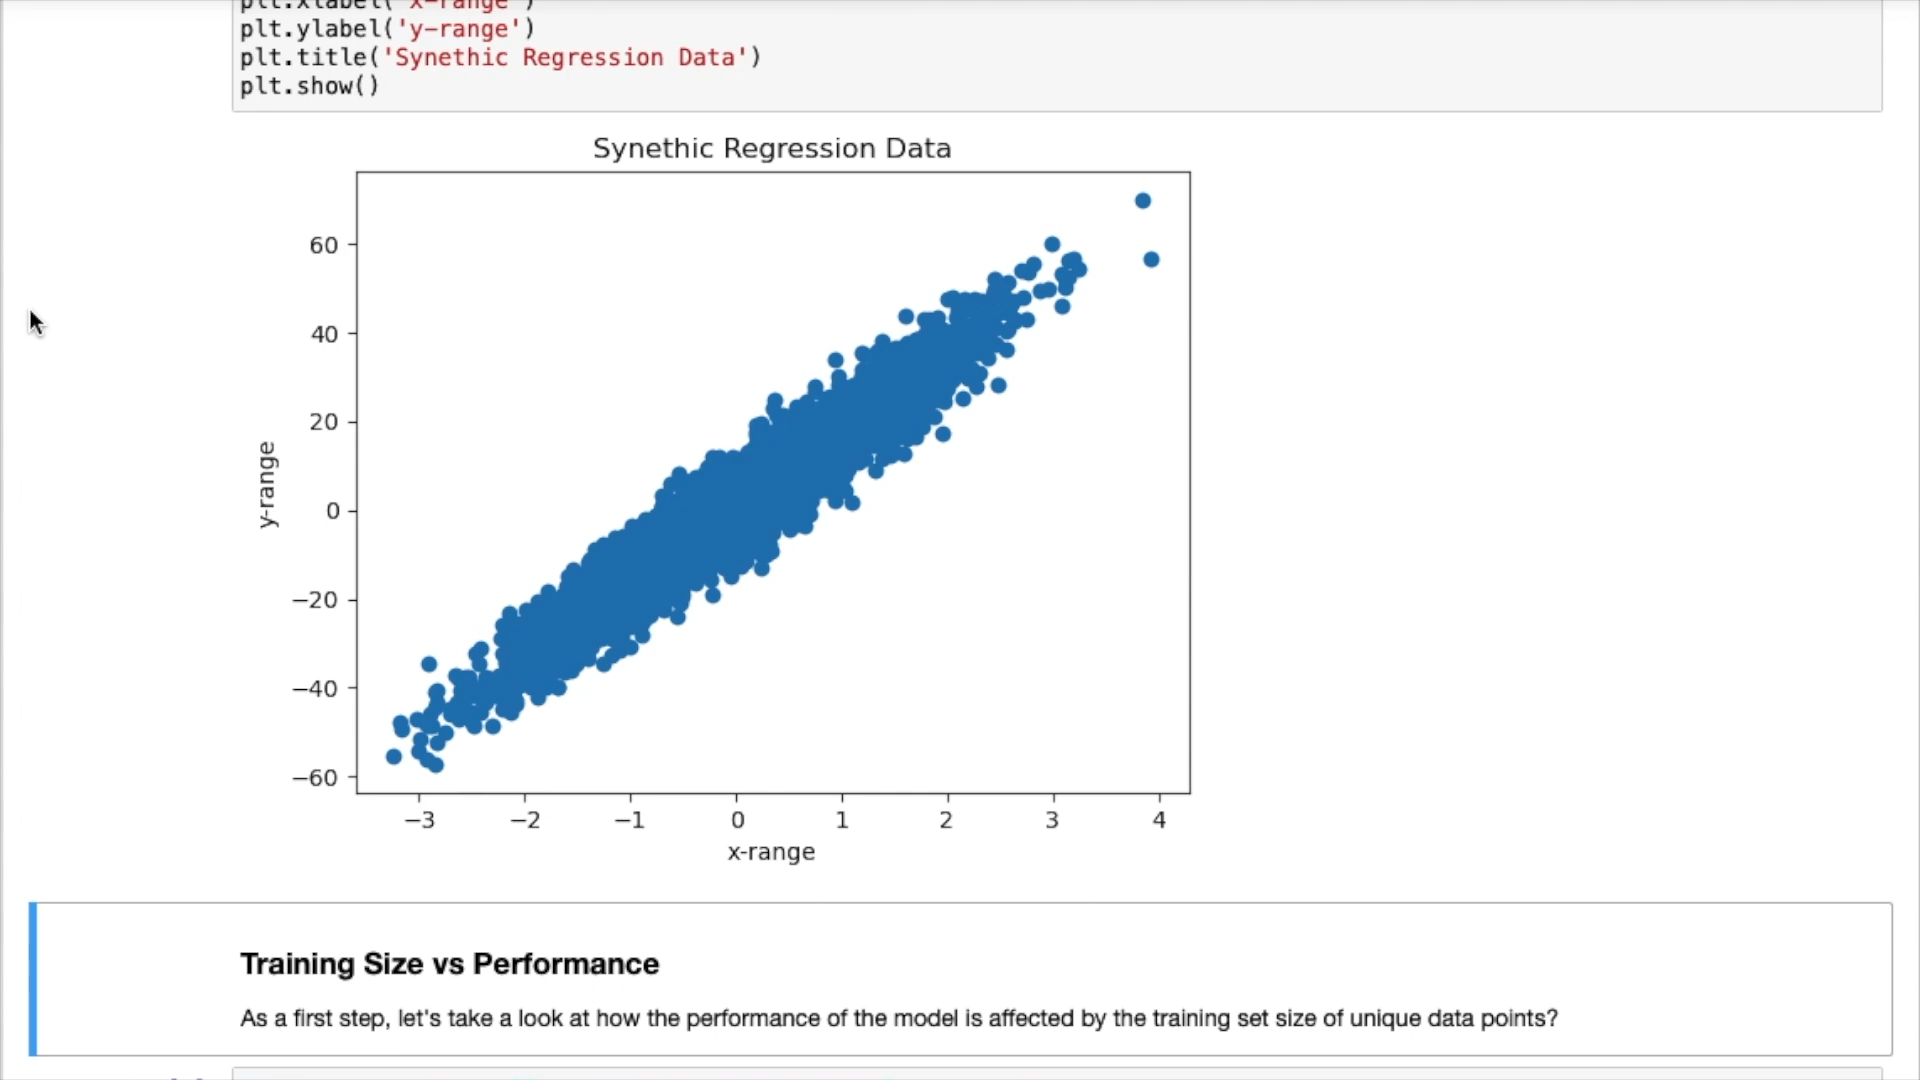 plt.xlabel('x-range')
plt.ylabel('y-range')
plt.title('Synethic Regression Data')
plt.show()
Synethic Regression Data
60
40
20
0
−20
−40
−60
y-range
−3 −2 −1 0 1 2 3 4
x-range
Training Size vs Performance
As a first step, let's take a look at how the performance of the model is affected by the training set size of unique data points?